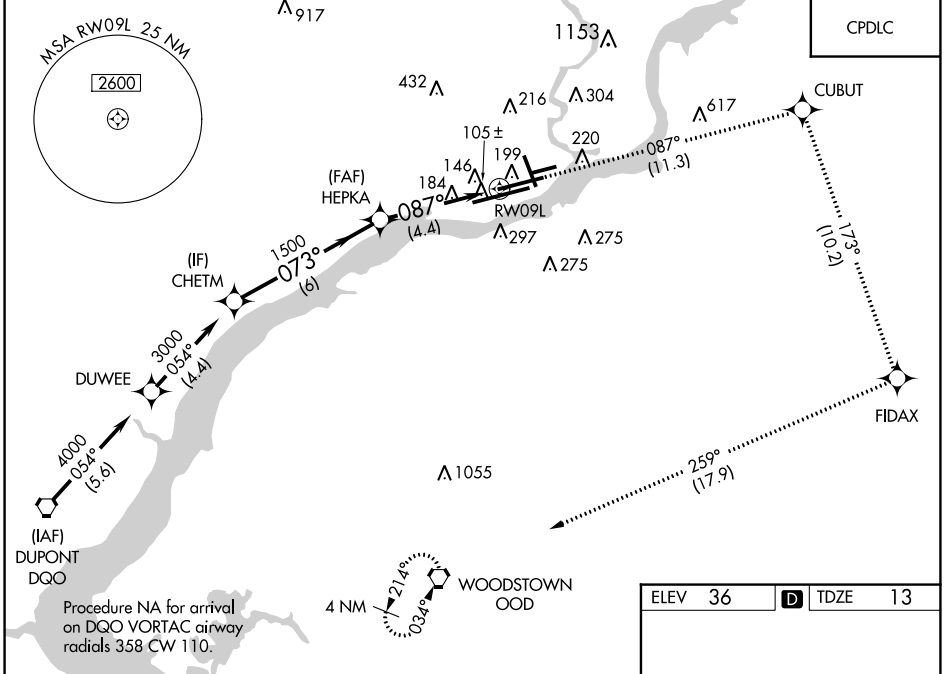 917
MSA RW09L 25 NM
2600
1153
CPDLC
432
216
304
617
CUBUT
105 ±
220
087°
(11.3)
146
199
184
(FAF)
HEPKA
087°
(4.4)
RW09L
297
275
275
173°
(10.2)
(IF)
CHETM
1500
073°
(6)
3000
054°
(4.4)
DUWEE
4000
054°
(5.6)
FIDAX
259°
(17.9)
1055
(IAF)
DUPONT
DQO
4 NM
214°
034°
WOODSTOWN
OOD
Procedure NA for arrival
on DQO VORTAC airway
radials 358 CW 110.
ELEV 36 D TDZE 13